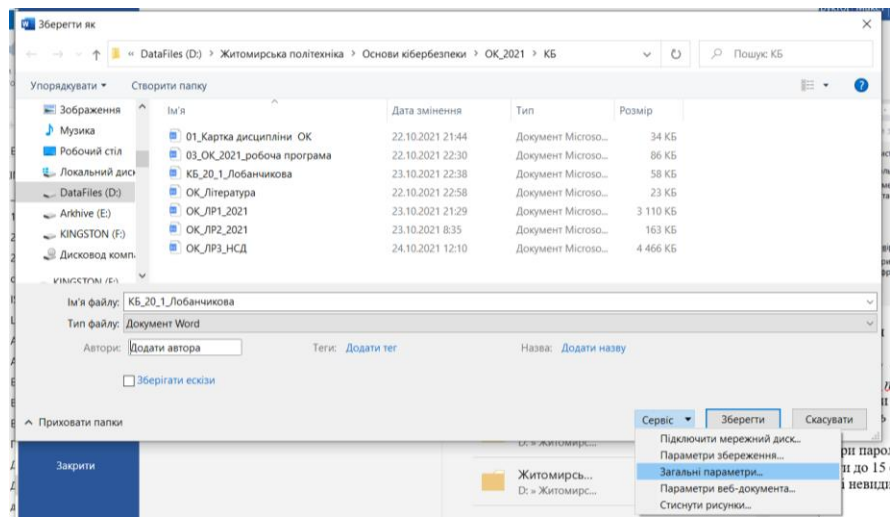 Зберегти як
« DataFiles (D:) > Житомирська політехніка > Основи кібербезпеки > ОК_2021 > КБ
Пошук: КБ
Упорядкувати Створити папку
Ім'я Дата змінення Тип Розмір
Зображення
Музика
Робочий стіл
Локальний диск
DataFiles (D:)
Arkhive (E:)
KINGSTON (F:)
Дисковод комп.
KINGSTON (F:)
01_Картка дисципліни ОК 22.10.2021 21:44 Документ Microso... 34 КБ
03_ОК_2021_робоча програма 22.10.2021 22:30 Документ Microso... 86 КБ
КБ_20_1_Лобанчикова 23.10.2021 22:38 Документ Microso... 58 КБ
ОК_Література 22.10.2021 22:58 Документ Microso... 23 КБ
ОК_ЛР1_2021 23.10.2021 21:29 Документ Microso... 3 110 КБ
ОК_ЛР2_2021 23.10.2021 8:35 Документ Microso... 163 КБ
ОК_ЛР3_НСД 24.10.2021 12:10 Документ Microso... 4 466 КБ
Ім'я файлу: КБ_20_1_Лобанчикова
Тип файлу: Документ Word
Автори: Додати автора Теги: Додати тег Назва: Додати назву
Зберігати ескізи
Приховати папки
Сервіс Зберегти Скасувати
Підключити мережний диск...
Параметри збереження...
Загальні параметри...
Параметри веб-документа...
Стиснути рисунки...
Закрити
D: » Житомирс...
Житомирсь...
D: » Житомирс...